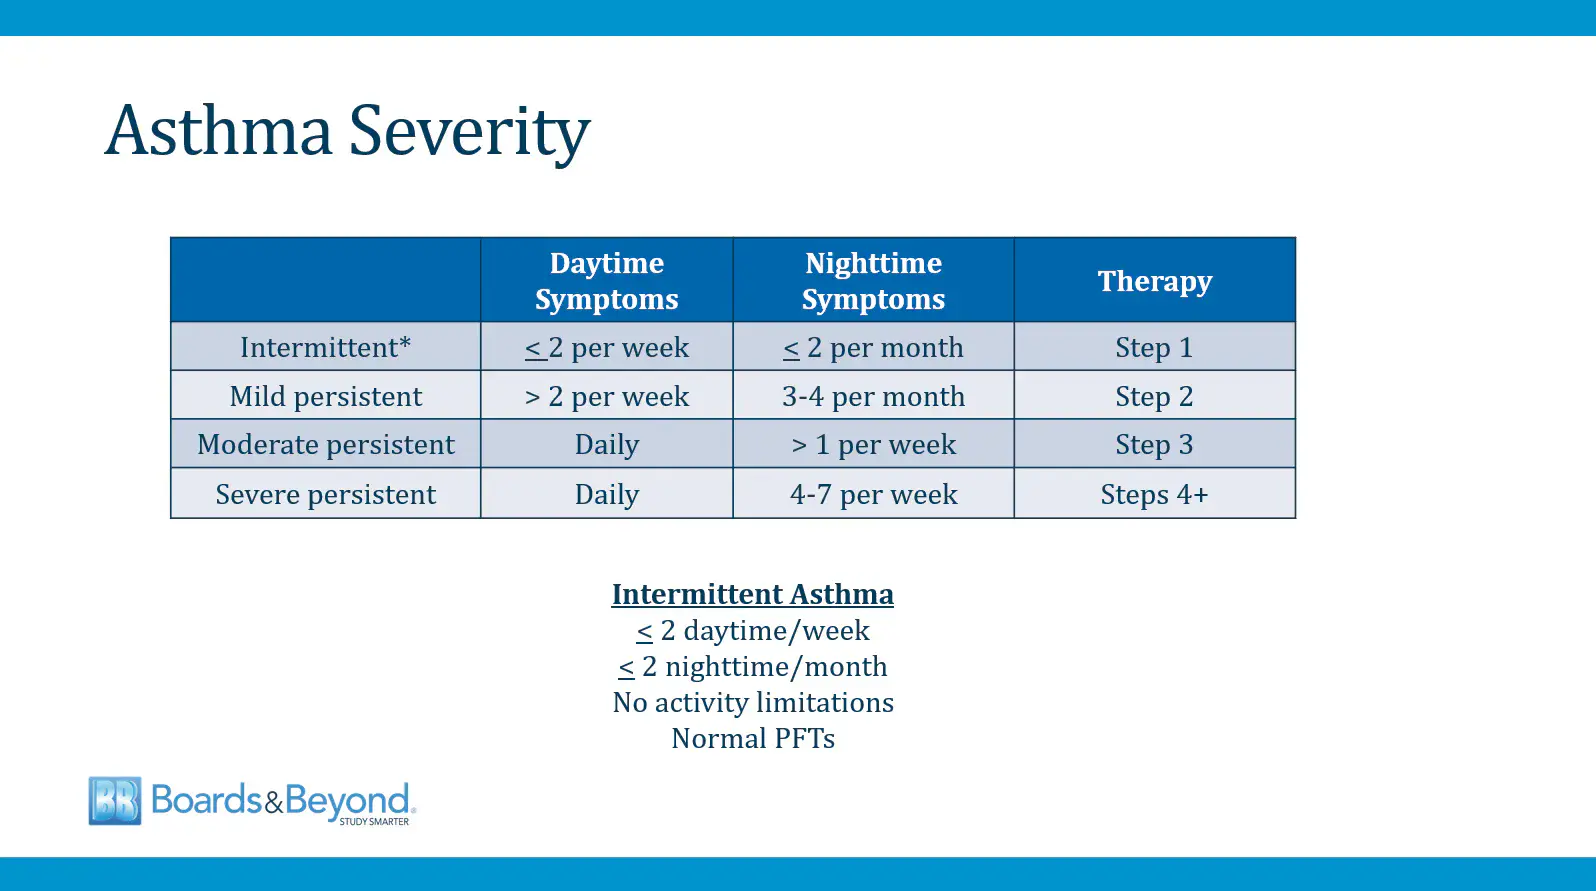 Asthma Severity
Daytime Symptoms Nighttime Symptoms Therapy
Intermittent* < 2 per week < 2 per month Step 1
Mild persistent > 2 per week 3-4 per month Step 2
Moderate persistent Daily > 1 per week Step 3
Severe persistent Daily 4-7 per week Steps 4+
Intermittent Asthma
< 2 daytime/week
< 2 nighttime/month
No activity limitations
Normal PFTs
BB Boards&Beyond®
STUDY SMARTER